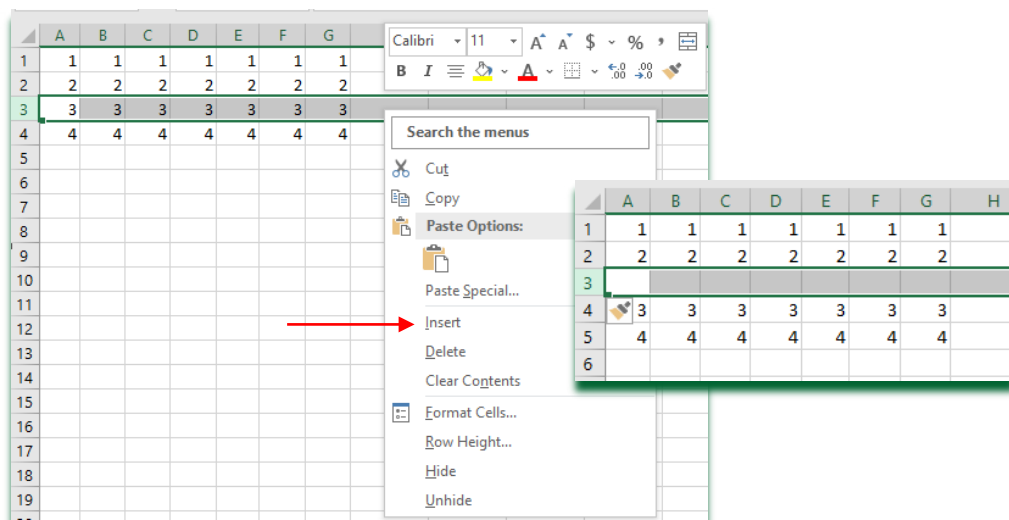 Calibri 11 A A $ % ,
B I A .0 .00 .00 .0
A B C D E F G
1 1 1 1 1 1 1 1
2 2 2 2 2 2 2 2
3 3 3 3 3 3 3 3
4 4 4 4 4 4 4 4
5
6
7
8
9
10
11
12
13
14
15
16
17
18
19
Search the menus
Cut
Copy
Paste Options:
Paste Special...
Insert
Delete
Clear Contents
Format Cells...
Row Height...
Hide
Unhide
A B C D E F G H
1 1 1 1 1 1 1 1
2 2 2 2 2 2 2 2
3
4 3 3 3 3 3 3 3
5 4 4 4 4 4 4 4
6